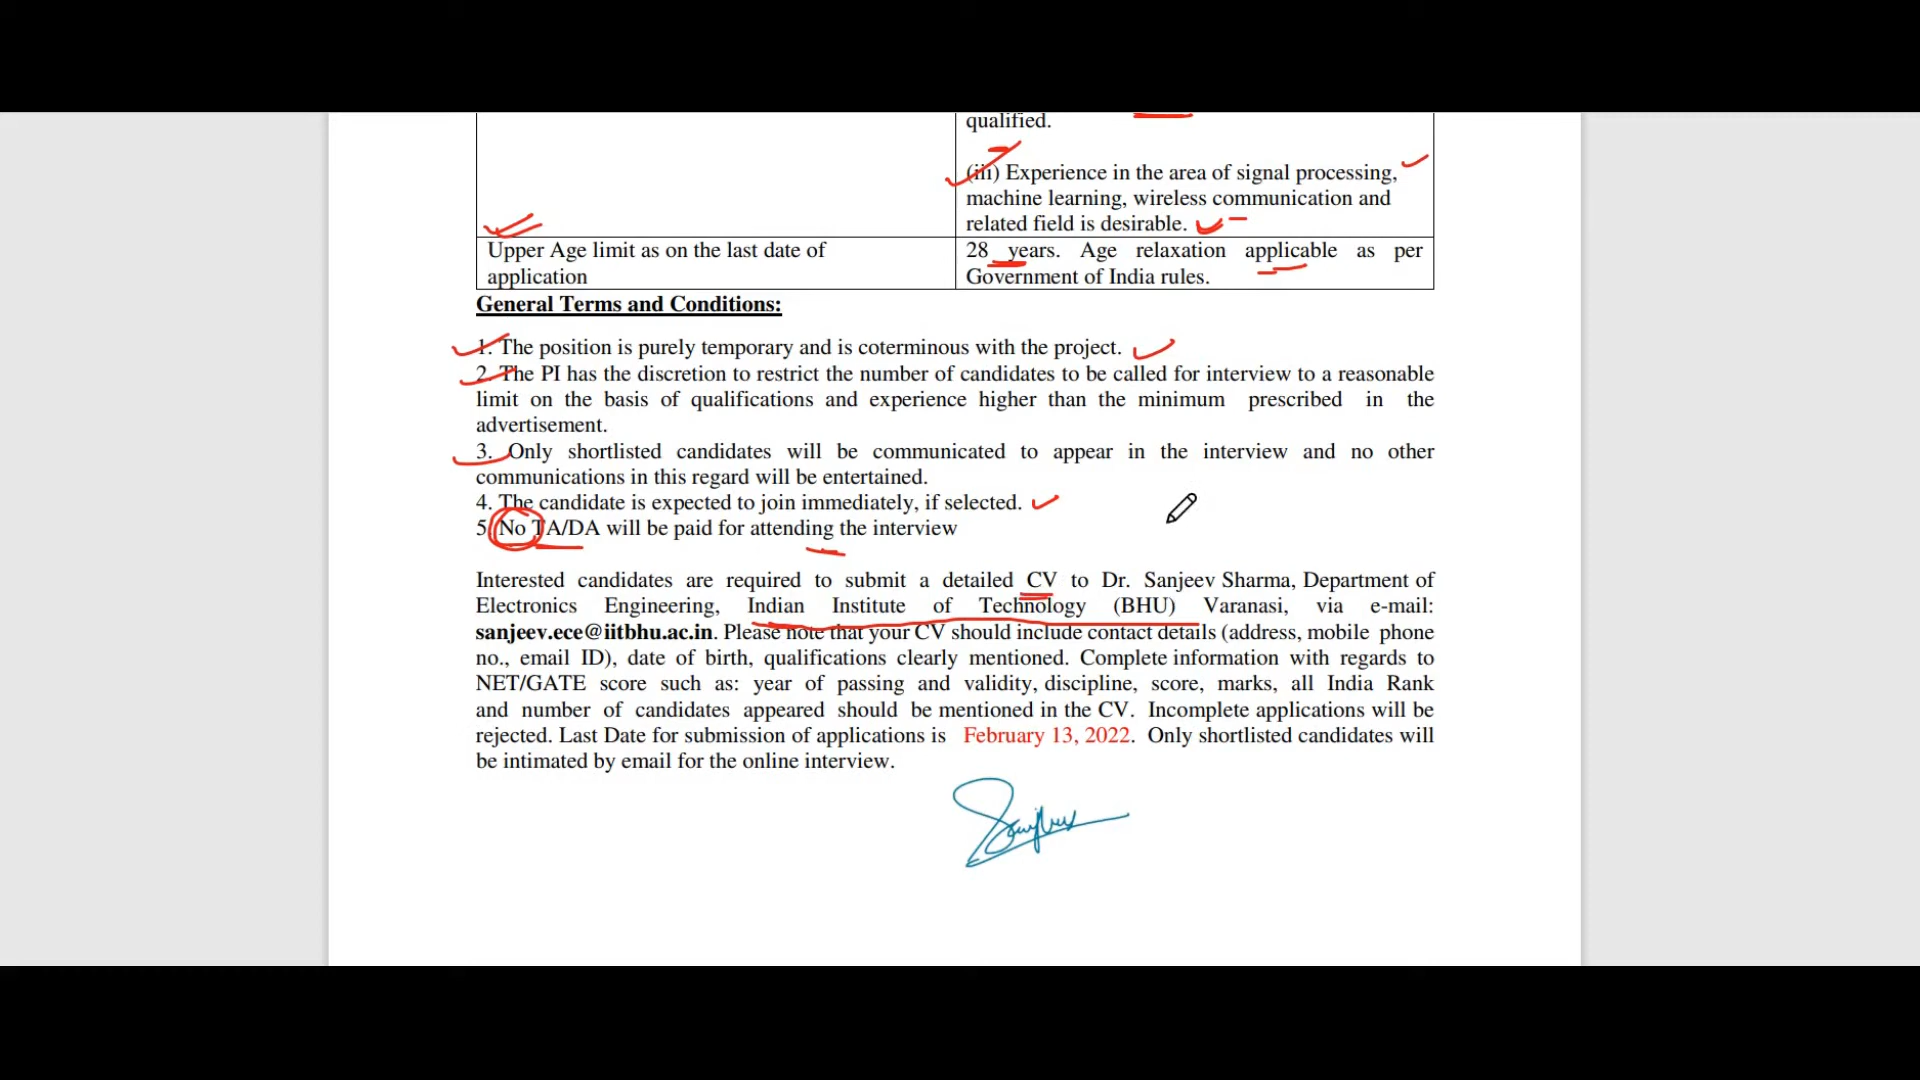 qualified.
(iii) Experience in the area of signal processing,
machine learning, wireless communication and
related field is desirable.
Upper Age limit as on the last date of
application
28 years. Age relaxation applicable as per
Government of India rules.
General Terms and Conditions:
1. The position is purely temporary and is coterminous with the project.
2. The PI has the discretion to restrict the number of candidates to be called for interview to a reasonable
limit on the basis of qualifications and experience higher than the minimum prescribed in the
advertisement.
3. Only shortlisted candidates will be communicated to appear in the interview and no other
communications in this regard will be entertained.
4. The candidate is expected to join immediately, if selected.
5 No TA/DA will be paid for attending the interview
Interested candidates are required to submit a detailed CV to Dr. Sanjeev Sharma, Department of
Electronics Engineering, Indian Institute of Technology (BHU) Varanasi, via e-mail:
sanjeev.ece@iitbhu.ac.in. Please note that your CV should include contact details (address, mobile phone
no., email ID), date of birth, qualifications clearly mentioned. Complete information with regards to
NET/GATE score such as: year of passing and validity, discipline, score, marks, all India Rank
and number of candidates appeared should be mentioned in the CV. Incomplete applications will be
rejected. Last Date for submission of applications is February 13, 2022. Only shortlisted candidates will
be intimated by email for the online interview.